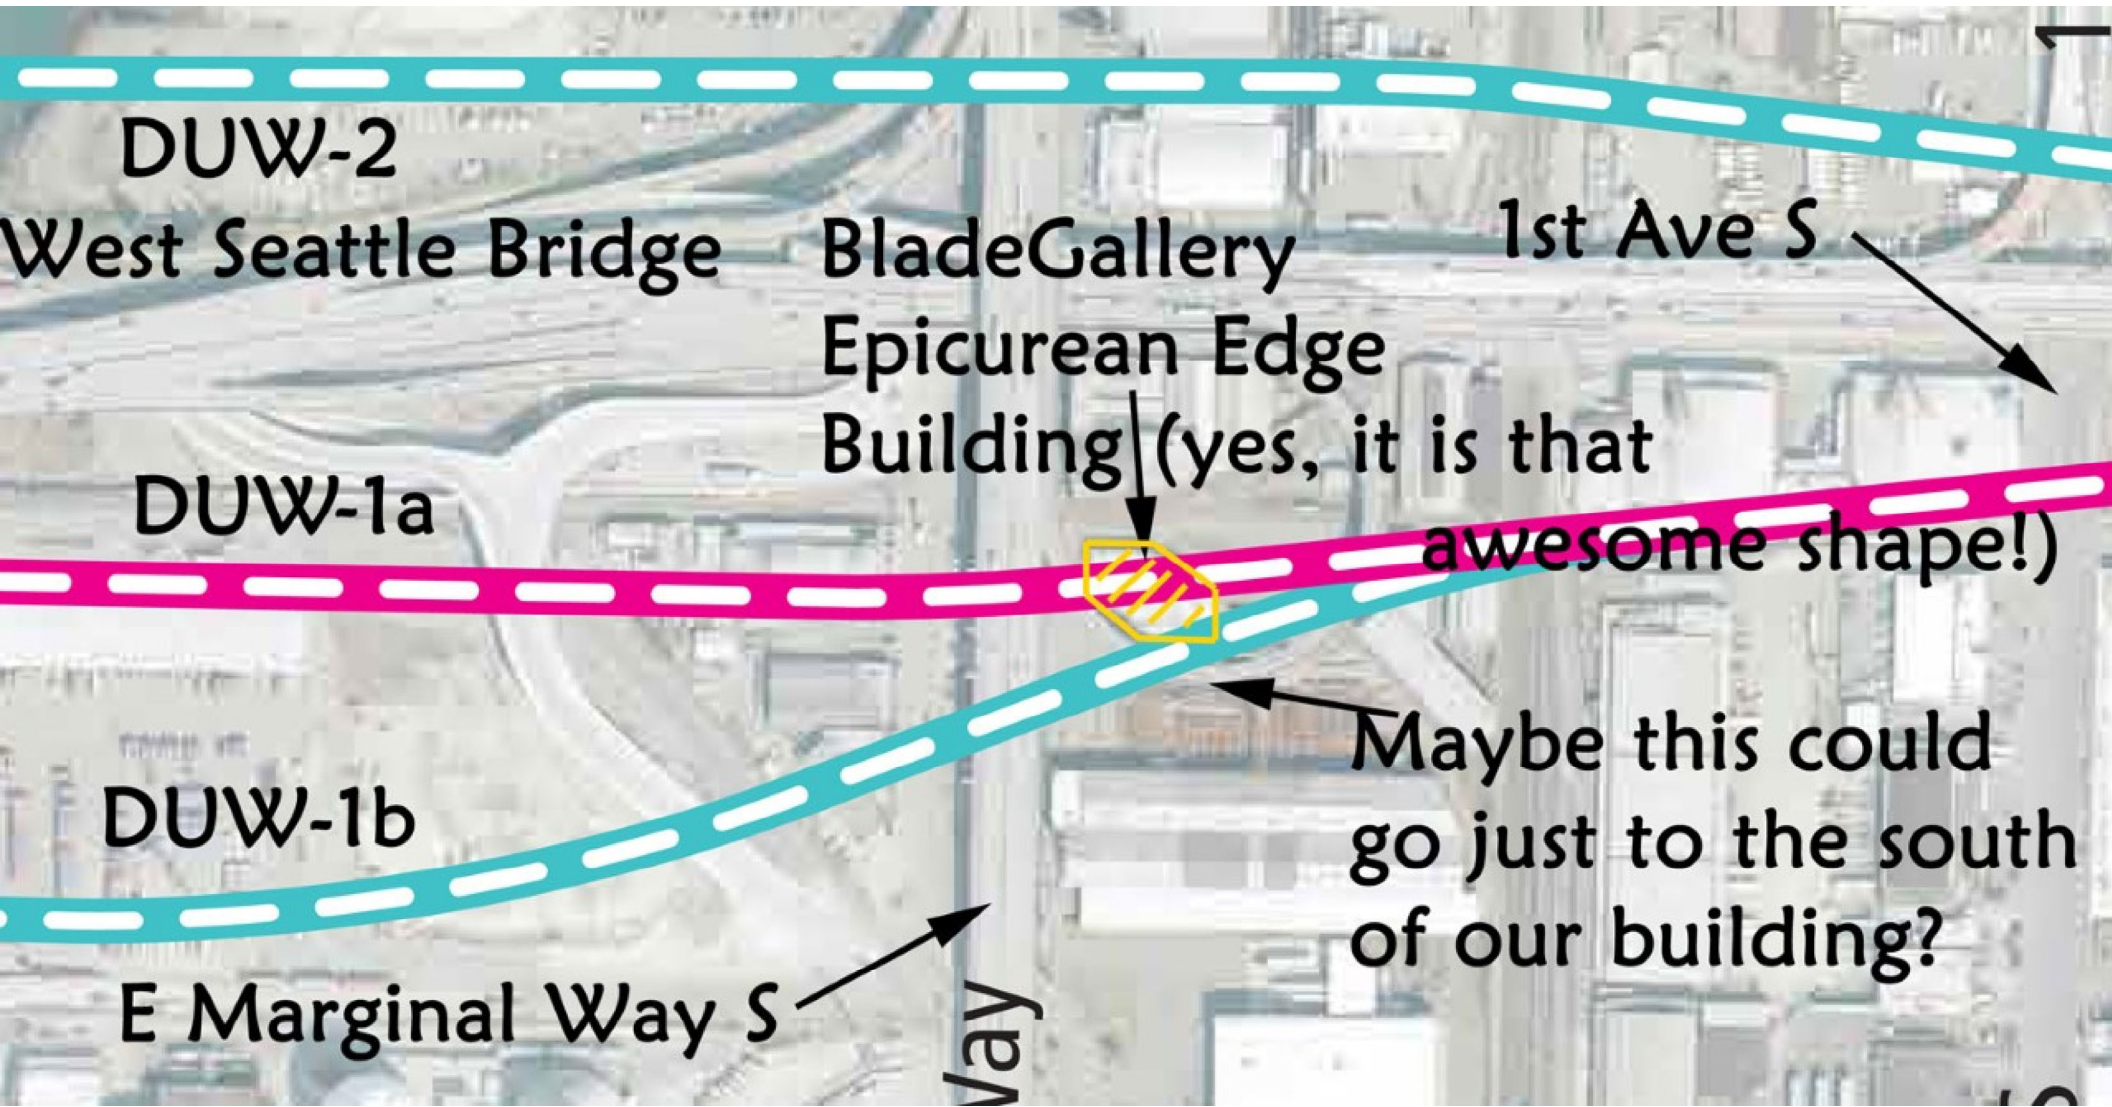 1
DUW-2
West Seattle Bridge
BladeGallery
Epicurean Edge
Building (yes, it is that
awesome shape!)
1st Ave S
DUW-1a
DUW-1b
Maybe this could
go just to the south
of our building?
E Marginal Way S
Way